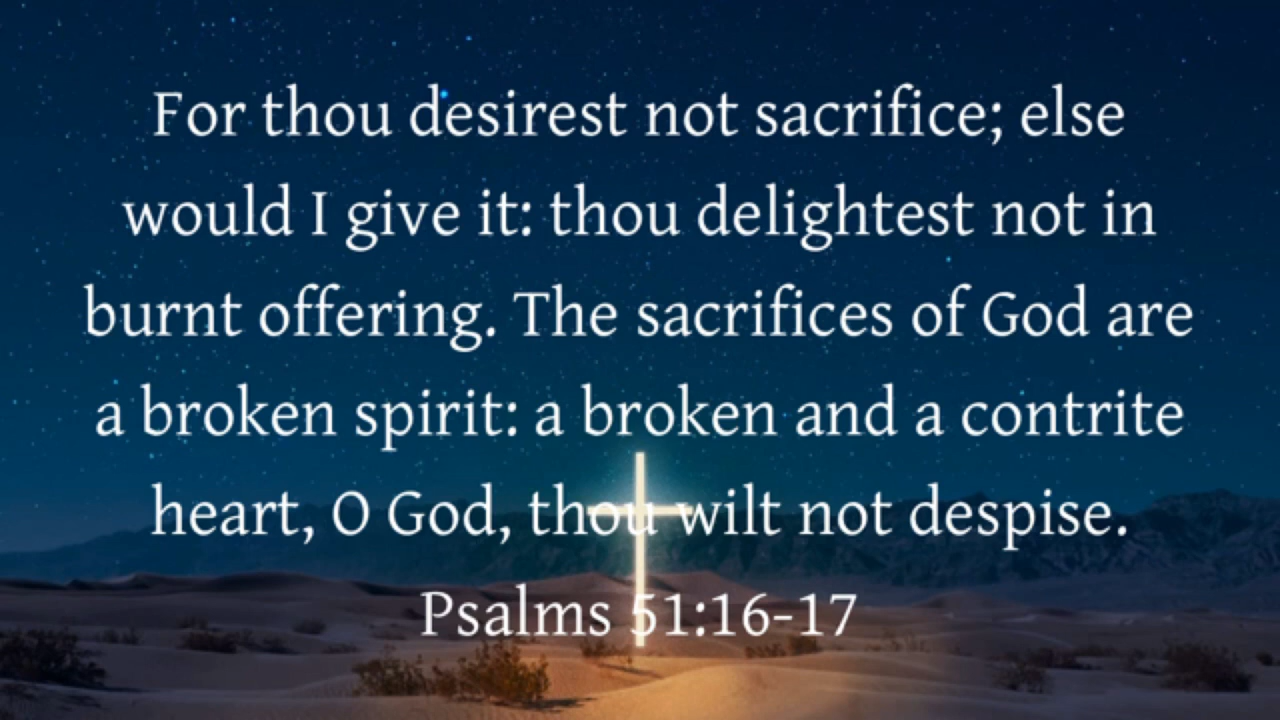 For thou desirest not sacrifice; else
would I give it: thou delightest not in
burnt offering. The sacrifices of God are
a broken spirit: a broken and a contrite
heart, O God, thou wilt not despise.
Psalms 51:16-17